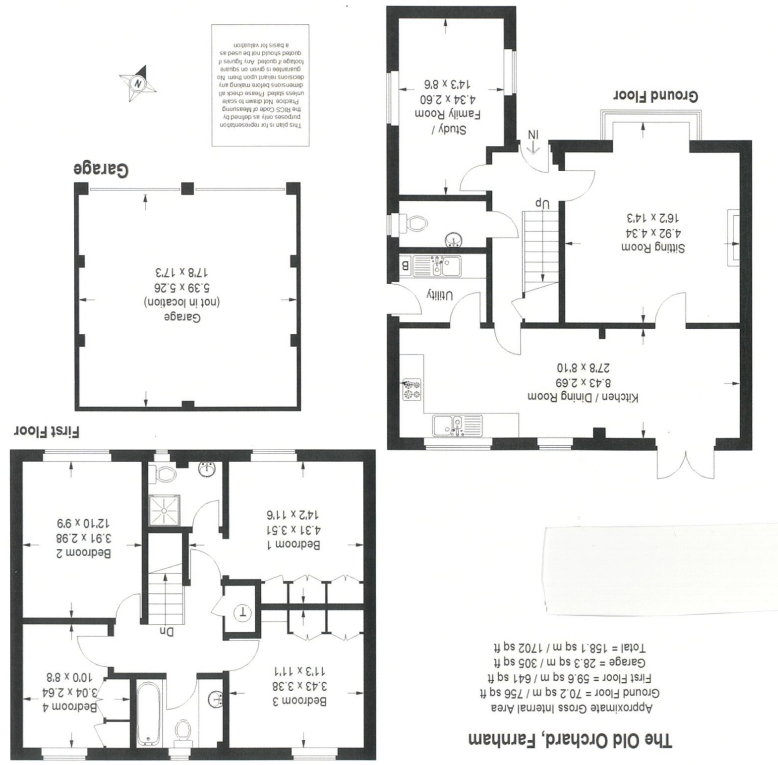 The Old Orchard, Farnham
Approximate Gross Internal Area
Ground Floor = 70.2 sq m / 756 sq ft
First Floor = 59.6 sq m / 641 sq ft
Garage = 28.3 sq m / 305 sq ft
Total = 158.1 sq m / 1702 sq ft
Bedroom 3
3.43 x 3.38
11'3 x 11'1
Bedroom 4
3.04 x 2.64
10'0 x 8'8
Dn
T
Bedroom 1
4.31 x 3.51
14'2 x 11'6
Bedroom 2
3.91 x 2.98
12'10 x 9'9
First Floor
Kitchen / Dining Room
8.43 x 2.69
27'8 x 8'10
Utility
B
Sitting Room
4.92 x 4.34
16'2 x 14'3
Up
IN
Study /
Family Room
4.34 x 2.60
14'3 x 8'6
Ground Floor
Garage
(not in location)
5.39 x 5.26
17'8 x 17'3
Garage
N
This plan is for representation
purposes only as defined by
the RICS Code of Measuring
Practice. Not drawn to scale
unless stated. Please check all
dimensions before making any
decisions reliant upon them. No
guarantee is given on square
footage if quoted. Any figures if
quoted should not be used as
a basis for valuation.